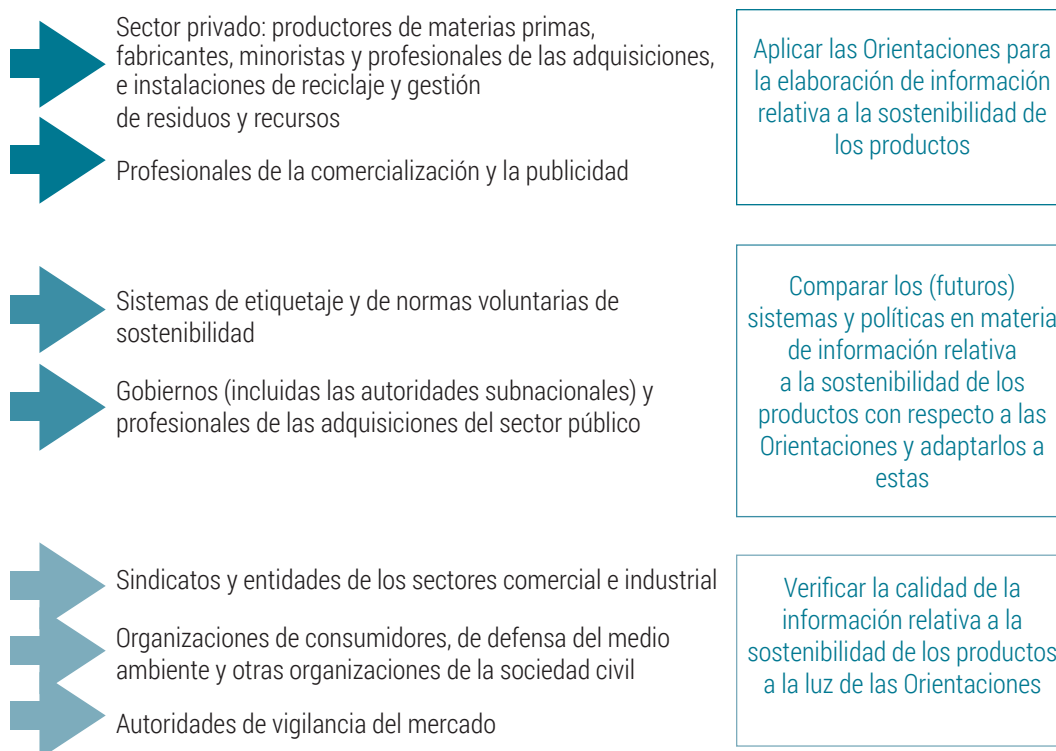 Sector privado: productores de materias primas,
fabricantes, minoristas y profesionales de las adquisiciones,
e instalaciones de reciclaje y gestión
de residuos y recursos
Profesionales de la comercialización y la publicidad
Aplicar las Orientaciones para
la elaboración de información
relativa a la sostenibilidad de
los productos
Sistemas de etiquetaje y de normas voluntarias de
sostenibilidad
Gobiernos (incluidas las autoridades subnacionales) y
profesionales de las adquisiciones del sector público
Comparar los (futuros)
sistemas y políticas en materia
de información relativa
a la sostenibilidad de los
productos con respecto a las
Orientaciones y adaptarlos a
estas
Sindicatos y entidades de los sectores comercial e industrial
Organizaciones de consumidores, de defensa del medio
ambiente y otras organizaciones de la sociedad civil
Autoridades de vigilancia del mercado
Verificar la calidad de la
información relativa a la
sostenibilidad de los productos
a la luz de las Orientaciones